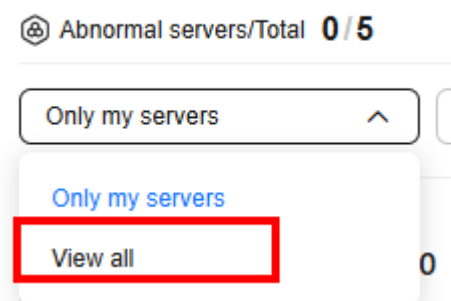 Abnormal servers/Total 0/5
Only my servers
Only my servers
View all
0